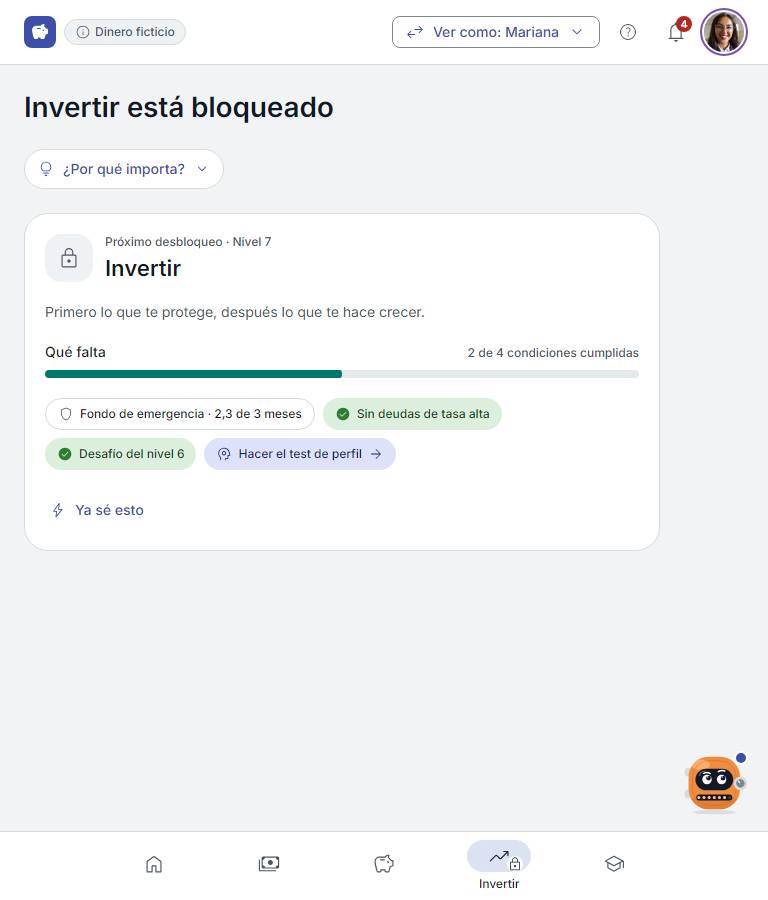 Dinero ficticio
Ver como: Mariana
4
Invertir está bloqueado
¿Por qué importa?
Próximo desbloqueo · Nivel 7
Invertir
Primero lo que te protege, después lo que te hace crecer.
Qué falta
2 de 4 condiciones cumplidas
Fondo de emergencia · 2,3 de 3 meses
Sin deudas de tasa alta
Desafío del nivel 6
Hacer el test de perfil
Ya sé esto
Invertir